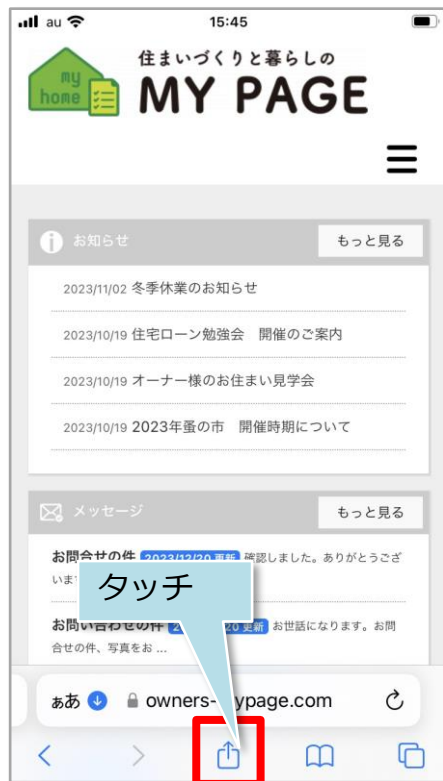 au 15:45
住まいづくりと暮らしの
my
home
MY PAGE
お知らせ
もっと見る
2023/11/02 冬季休業のお知らせ
2023/10/19 住宅ローン勉強会 開催のご案内
2023/10/19 オーナー様のお住まい見学会
2023/10/19 2023年蚤の市 開催時期について
メッセージ
もっと見る
お問合せの件 2023/12/20 更新 確認しました。ありがとうござ
いま
タッチ
お問い合わせの件 2 20 更新 お世話になります。お問
合せの件、写真をお ...
ぁあ owners- ypage.com